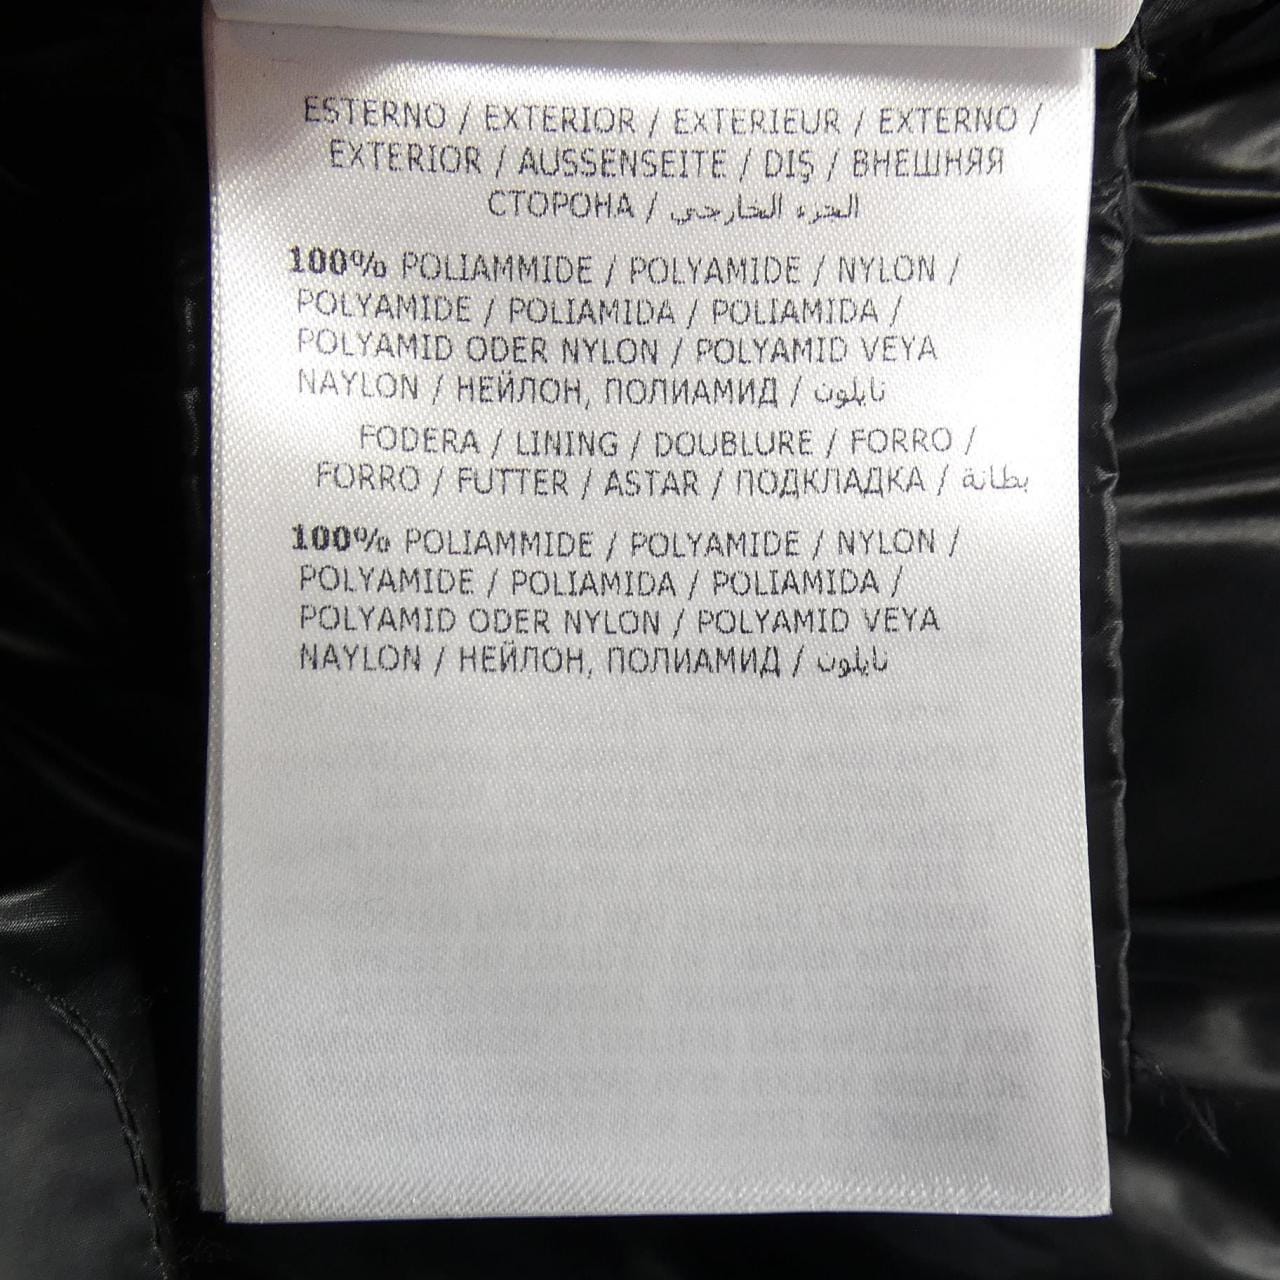 ESTERNO / EXTERIOR / EXTERIEUR / EXTERNO /
EXTERIOR / AUSSENSEITE / DIŞ / ВНЕШНЯЯ
СТОРОНА / الجزء الخارجي
100% POLIAMMIDE / POLYAMIDE / NYLON /
POLYAMIDE / POLIAMIDA / POLIAMIDA /
POLYAMID ODER NYLON / POLYAMID VEYA
NAYLON / НЕЙЛОН, ПОЛИАМИД / نايلون
FODERA / LINING / DOUBLURE / FORRO /
FORRO / FUTTER / ASTAR / ПОДКЛАДКА / بطانة
100% POLIAMMIDE / POLYAMIDE / NYLON /
POLYAMIDE / POLIAMIDA / POLIAMIDA /
POLYAMID ODER NYLON / POLYAMID VEYA
NAYLON / НЕЙЛОН, ПОЛИАМИД / نايلون